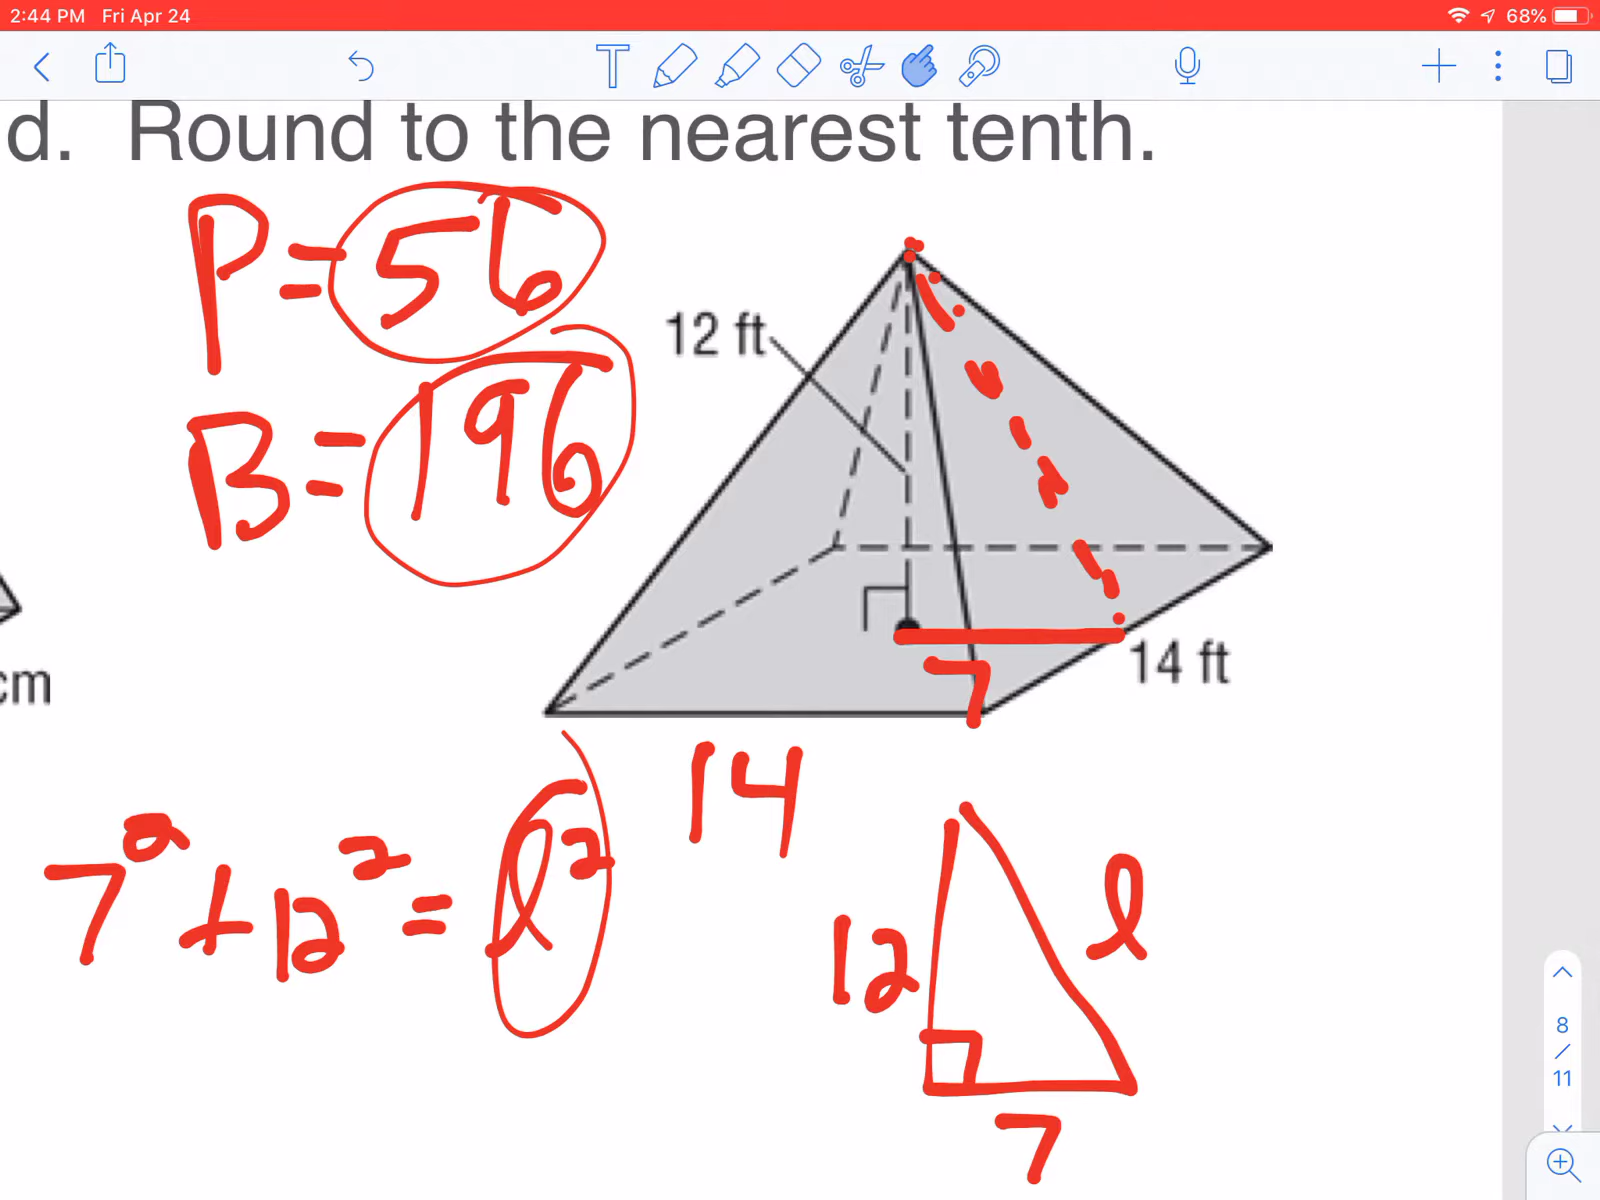 2:44 PM Fri Apr 24 68%
T
d. Round to the nearest tenth.
P=56
12 ft
B=196
cm
7
14 ft
14
7²+12²=l²
12
l
7
8
/
11